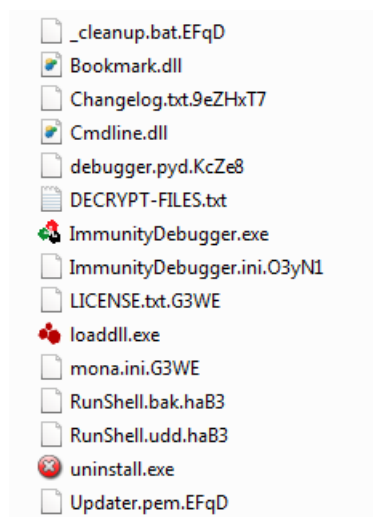 _cleanup.bat.EFqD
Bookmark.dll
Changelog.txt.9eZHxT7
Cmdline.dll
debugger.pyd.KcZe8
DECRYPT-FILES.txt
ImmunityDebugger.exe
ImmunityDebugger.ini.O3yN1
LICENSE.txt.G3WE
loaddll.exe
mona.ini.G3WE
RunShell.bak.haB3
RunShell.udd.haB3
uninstall.exe
Updater.pem.EFqD